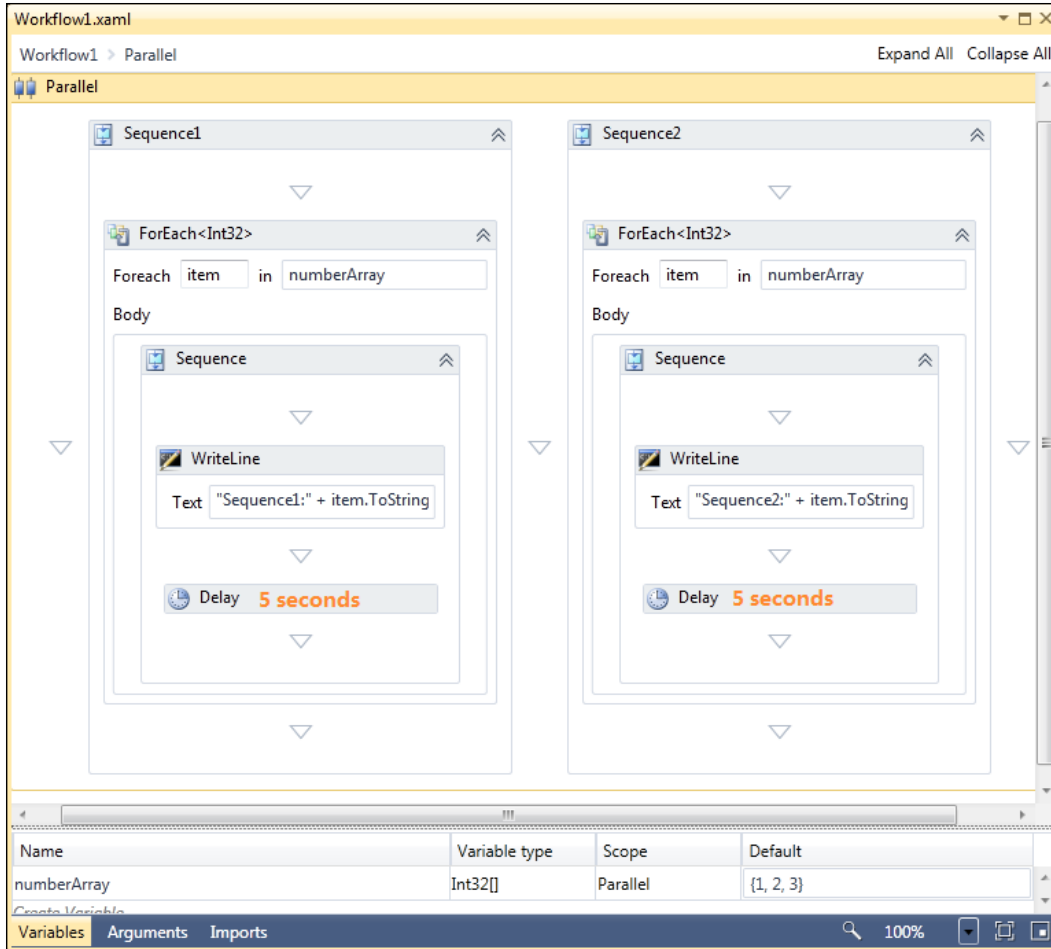 Workflow1.xaml
Workflow1 > Parallel Expand All Collapse All
Parallel
Sequence1
ForEach<Int32>
Foreach item in numberArray
Body
Sequence
WriteLine
Text "Sequence1:" + item.ToString
Delay 5 seconds
Sequence2
ForEach<Int32>
Foreach item in numberArray
Body
Sequence
WriteLine
Text "Sequence2:" + item.ToString
Delay 5 seconds
Name Variable type Scope Default
numberArray Int32[] Parallel {1, 2, 3}
Create Variable
Variables Arguments Imports 100%